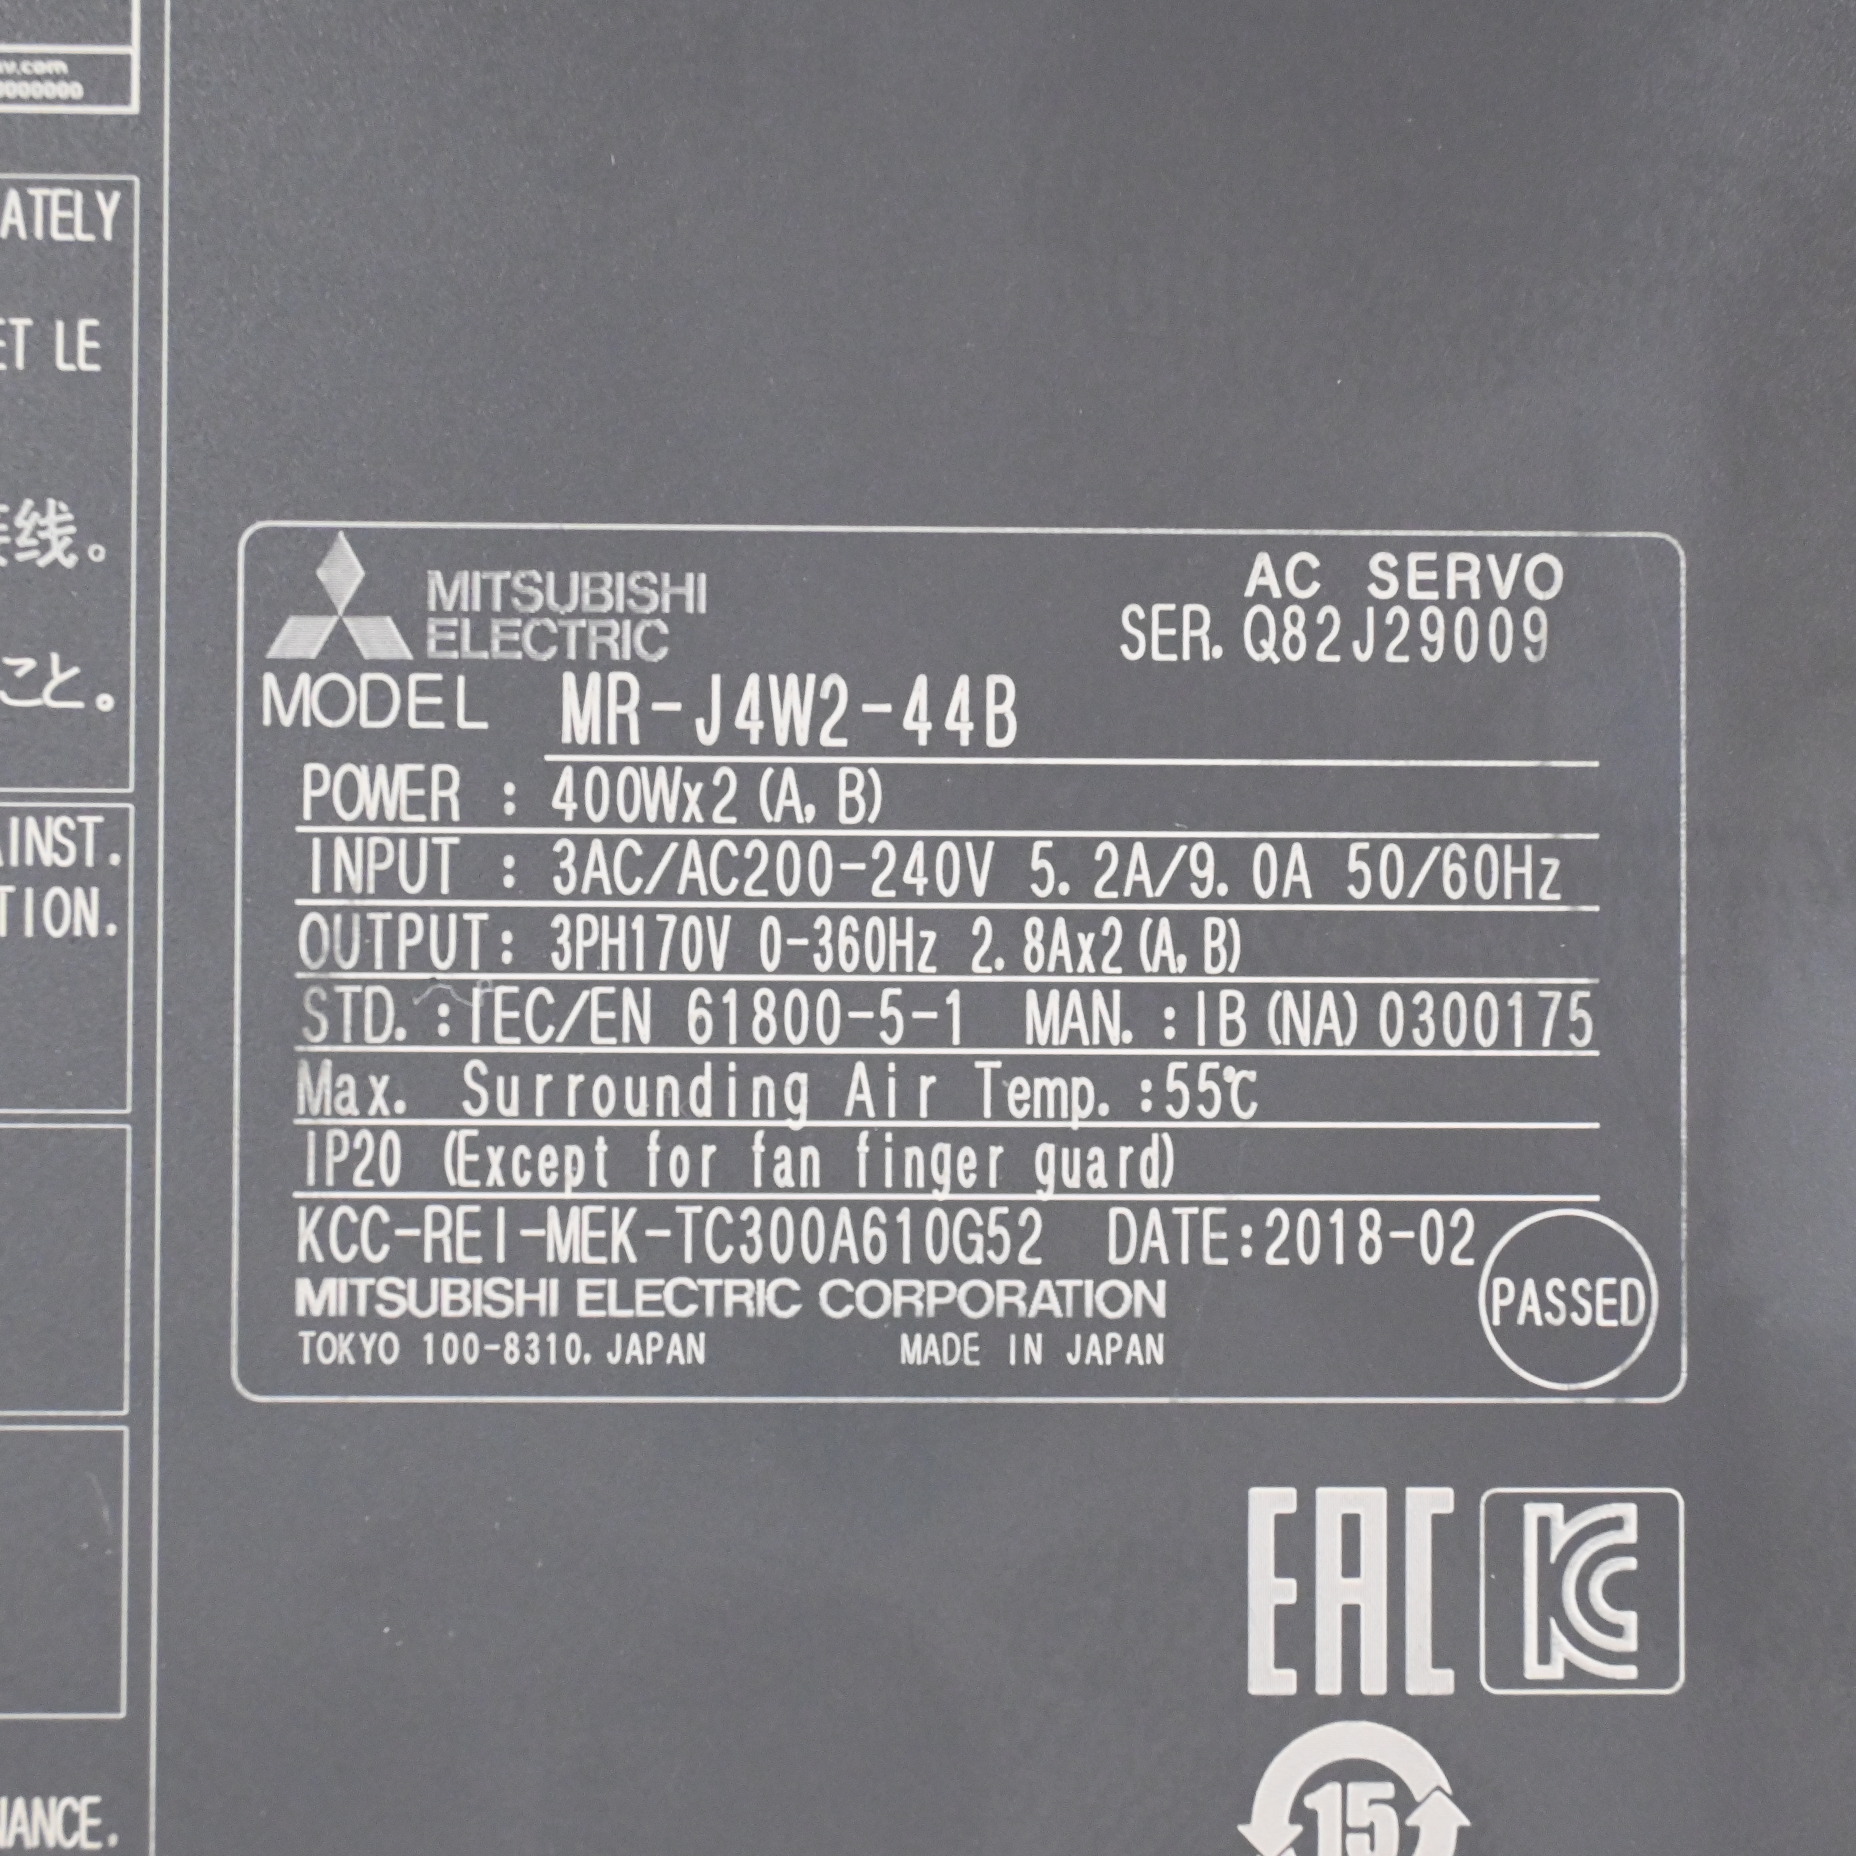 ATELY
ET LE
接线。
こと。
AINST.
TION.
NANCE.
MITSUBISHI
ELECTRIC
AC SERVO
SER. Q82J29009
MODEL MR-J4W2-44B
POWER : 400Wx2 (A, B)
INPUT : 3AC/AC200-240V 5.2A/9.0A 50/60Hz
OUTPUT: 3PH170V 0-360Hz 2.8Ax2 (A, B)
STD. : IEC/EN 61800-5-1 MAN. : IB (NA) 0300175
Max. Surrounding Air Temp. :55℃
IP20 (Except for fan finger guard)
KCC-REI-MEK-TC300A610G52 DATE:2018-02
MITSUBISHI ELECTRIC CORPORATION
TOKYO 100-8310, JAPAN MADE IN JAPAN
PASSED
EAC
KC
15